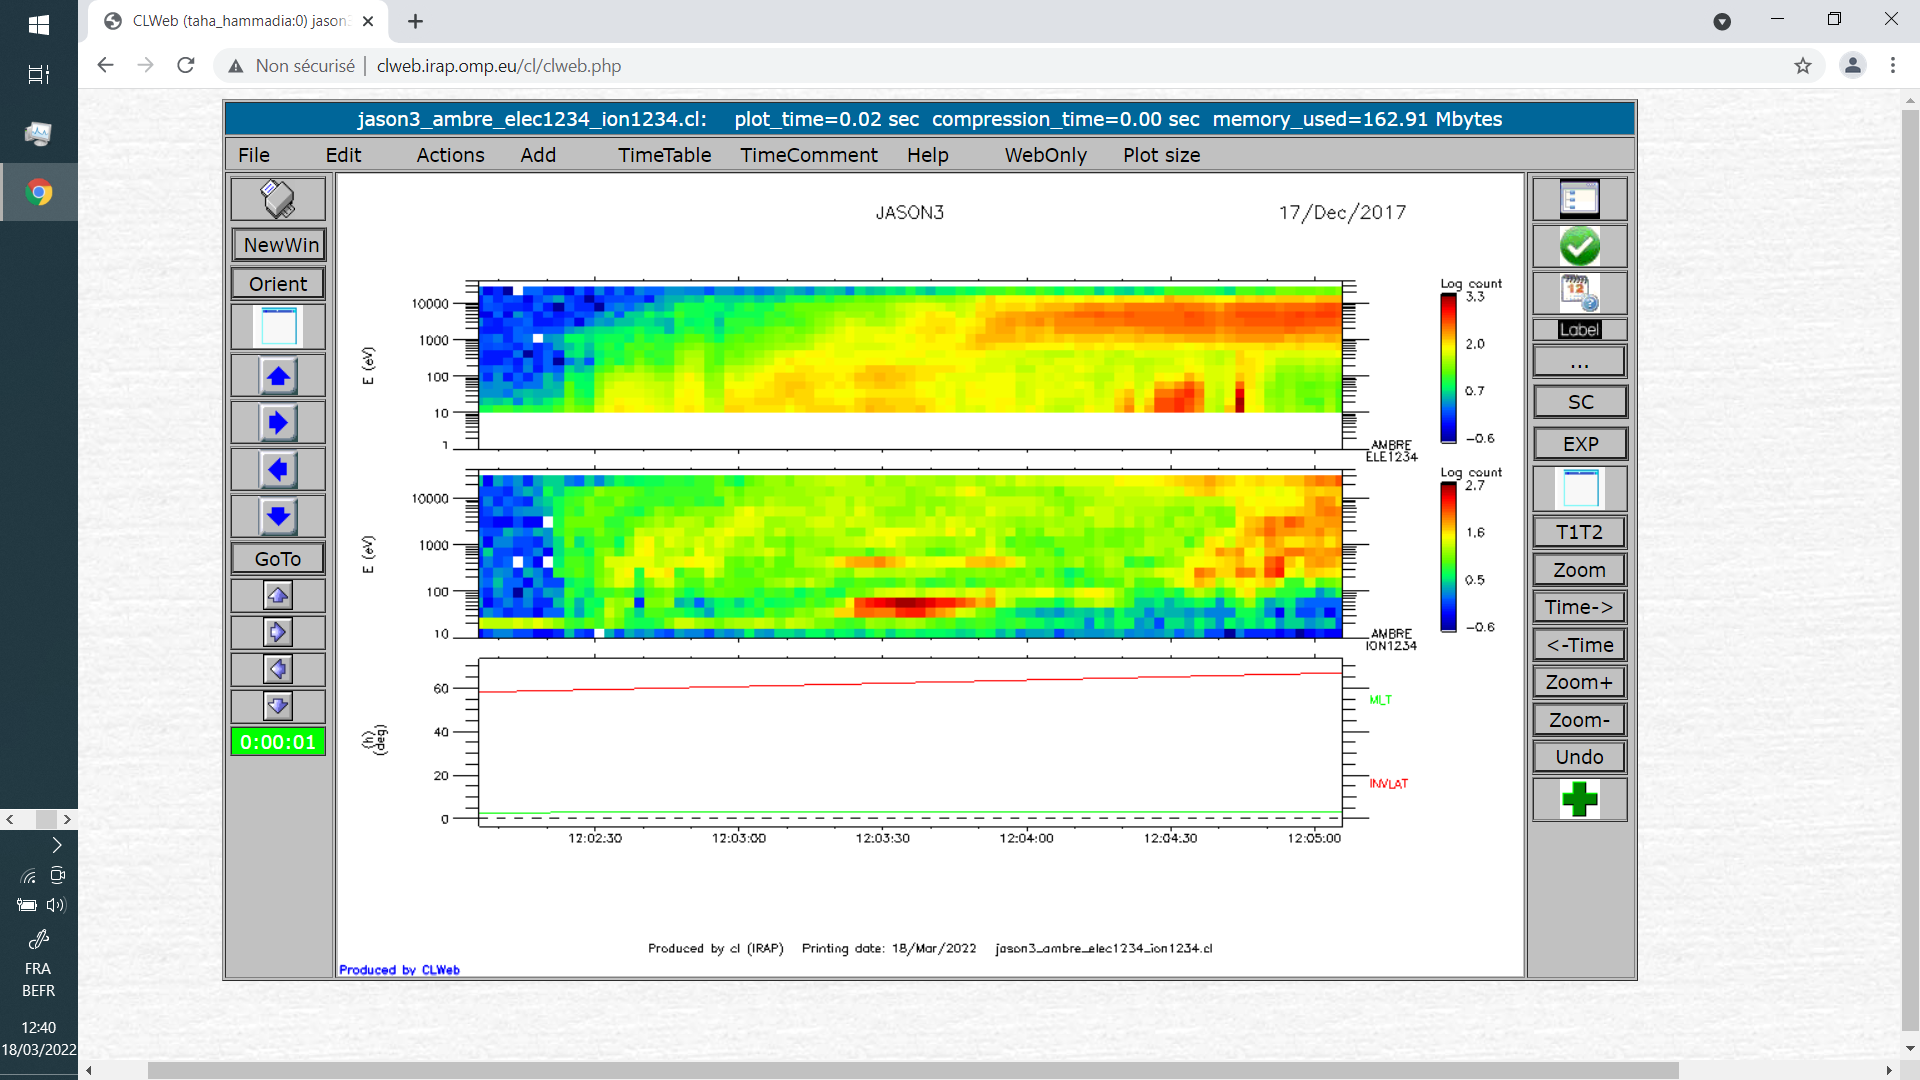 CLWeb (taha_hammadia:0) jason3
Non sécurisé | clweb.irap.omp.eu/cl/clweb.php
jason3_ambre_elec1234_ion1234.cl: plot_time=0.02 sec compression_time=0.00 sec memory_used=162.91 Mbytes
File Edit Actions Add TimeTable TimeComment Help WebOnly Plot size
NewWin
Orient
GoTo
0:00:01
JASON3 17/Dec/2017
E (eV)
10000
1000
100
10
1
Log count
3.3
2.0
0.7
-0.6
AMBRE
ELE1234
E (eV)
10000
1000
100
10
Log count
2.7
1.6
0.5
-0.6
AMBRE
ION1234
(h)
(deg)
60
40
20
0
MLT
INVLAT
12:02:30 12:03:00 12:03:30 12:04:00 12:04:30 12:05:00
Produced by cl (IRAP) Printing date: 18/Mar/2022 jason3_ambre_elec1234_ion1234.cl
Produced by CLWeb
12
Label
...
SC
EXP
T1T2
Zoom
Time->
<-Time
Zoom+
Zoom-
Undo
FRA
BEFR
12:40
18/03/2022